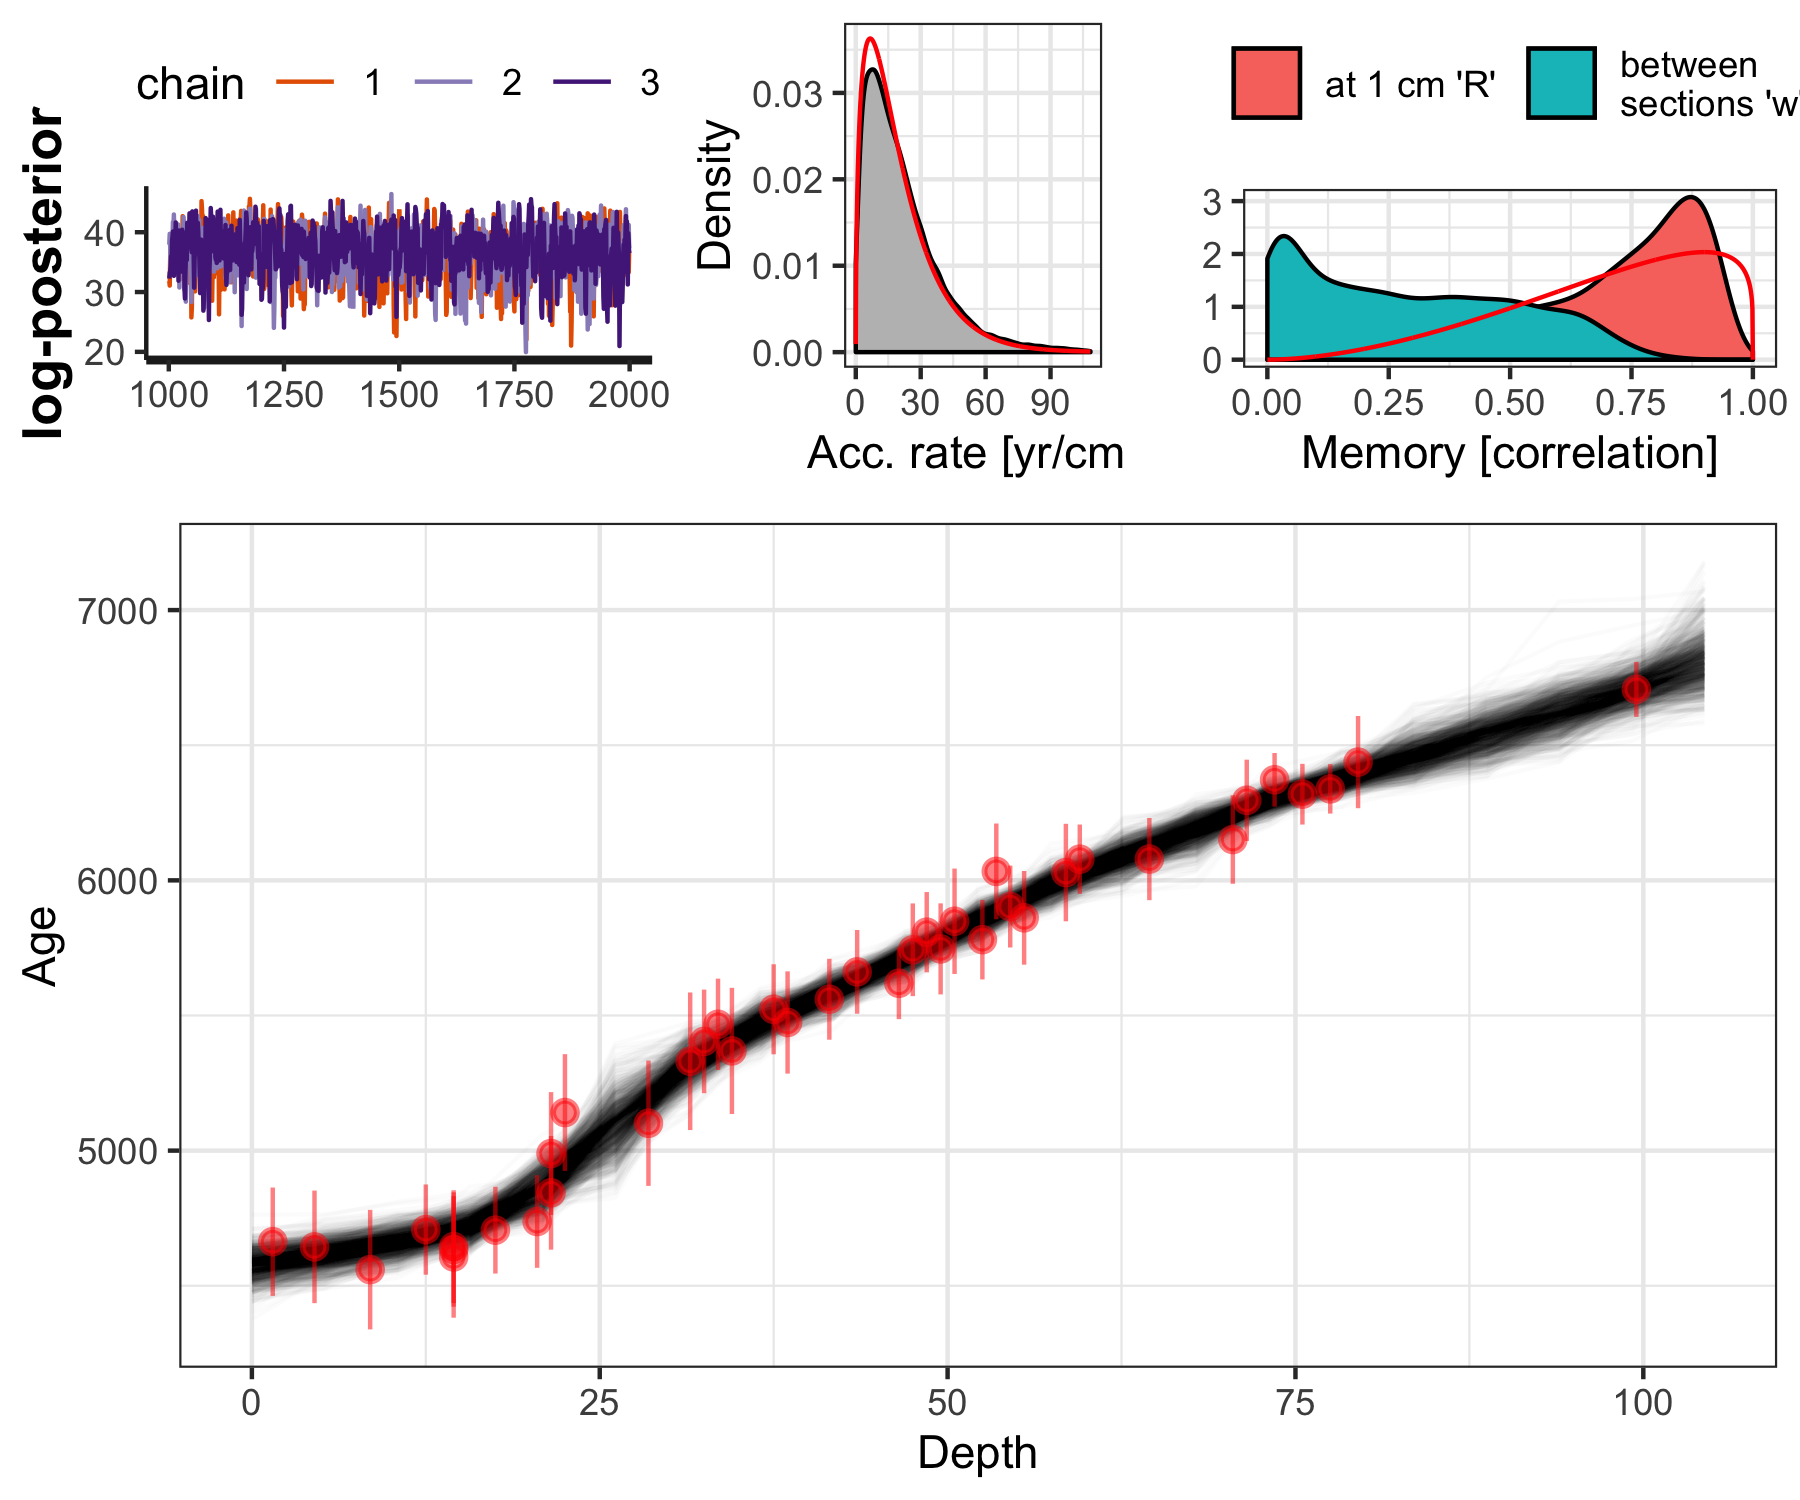 chain 1 2 3
log-posterior
40
30
20
1000 1250 1500 1750 2000
Density
0.03
0.02
0.01
0.00
0 30 60 90
Acc. rate [yr/cm
at 1 cm 'R'
between
sections 'w'
3
2
1
0
0.00 0.25 0.50 0.75 1.00
Memory [correlation]
Age
7000
6000
5000
0 25 50 75 100
Depth